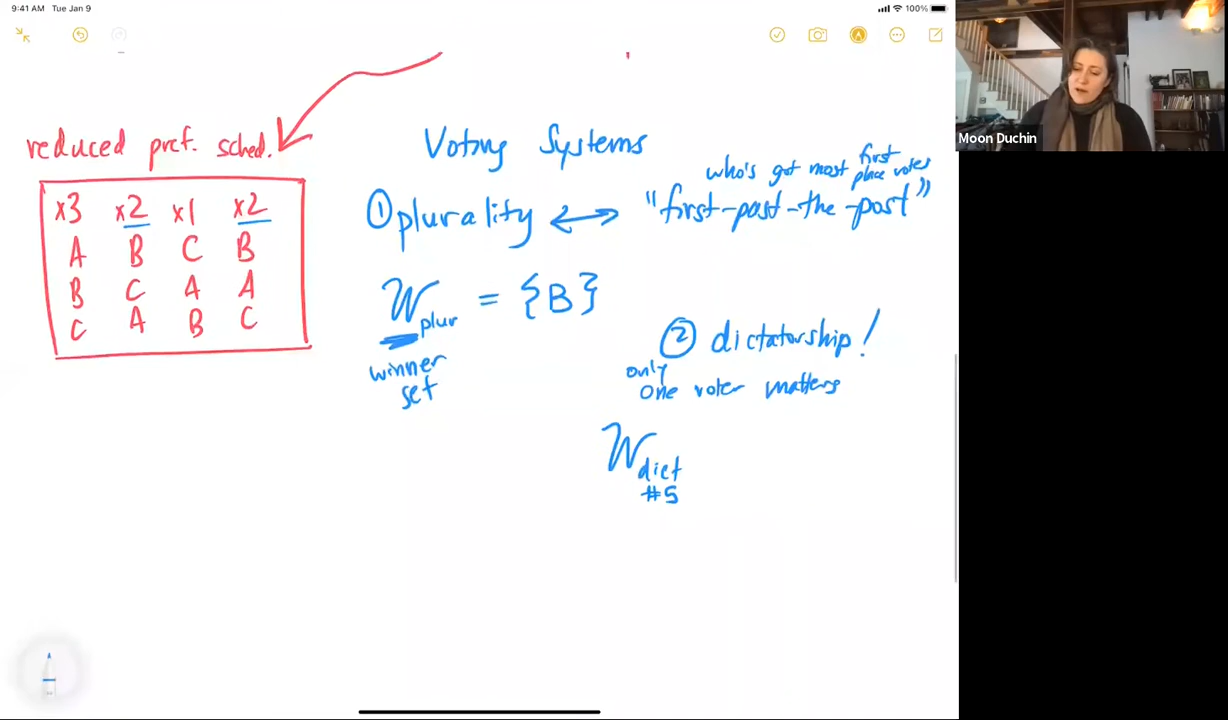 9:41 AM Tue Jan 9
100%
Moon Duchin
reduced pref. sched.
x3 x2 x1 x2
A B C B
B C A A
C A B C
Voting Systems
who's got most first place votes
① plurality ↔ "first-past-the-post"
W plur = {B}
winner
set
② dictatorship!
only
one voter matters
W dict
#5